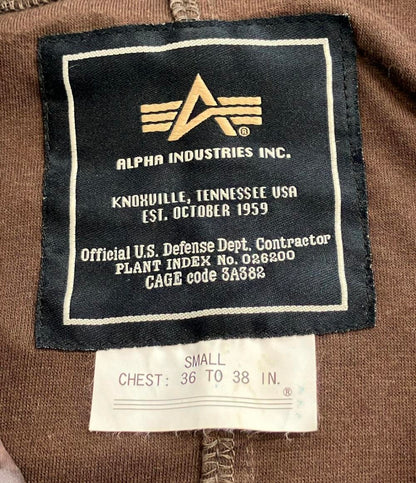 ®
ALPHA INDUSTRIES INC.
KNOXVILLE, TENNESSEE USA
EST. OCTOBER 1959
Official U.S. Defense Dept. Contractor
PLANT INDEX No. 026200
CAGE code 3A382
SMALL
CHEST: 36 TO 38 IN.
®